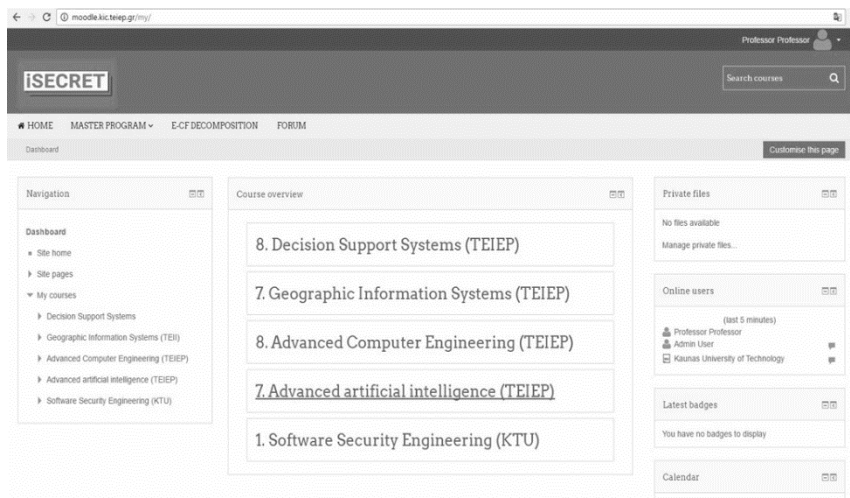 moodle.kic.teiep.gr/my/
Professor Professor
iSECRET
Search courses
HOME MASTER PROGRAM E-CF DECOMPOSITION FORUM
Dashboard
Customise this page
Navigation
Dashboard
Site home
Site pages
My courses
Decision Support Systems
Geographic Information Systems (TEII)
Advanced Computer Engineering (TEIEP)
Advanced artificial intelligence (TEIEP)
Software Security Engineering (KTU)
Course overview
8. Decision Support Systems (TEIEP)
7. Geographic Information Systems (TEIEP)
8. Advanced Computer Engineering (TEIEP)
7. Advanced artificial intelligence (TEIEP)
1. Software Security Engineering (KTU)
Private files
No files available
Manage private files...
Online users
(last 5 minutes)
Professor Professor
Admin User
Kaunas University of Technology
Latest badges
You have no badges to display
Calendar